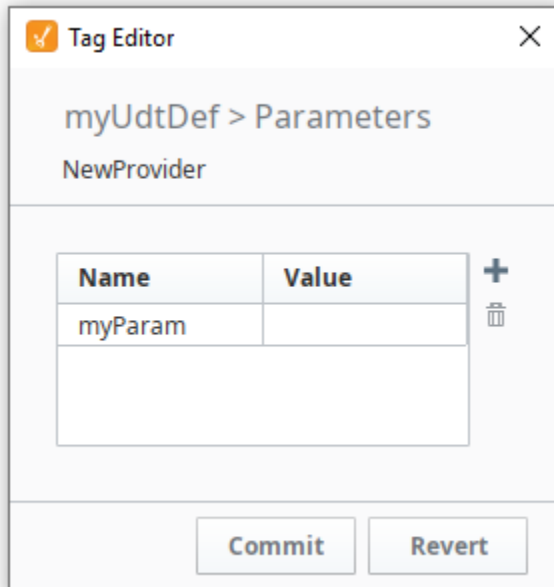 Tag Editor
myUdtDef > Parameters
NewProvider
Name Value
myParam
Commit Revert